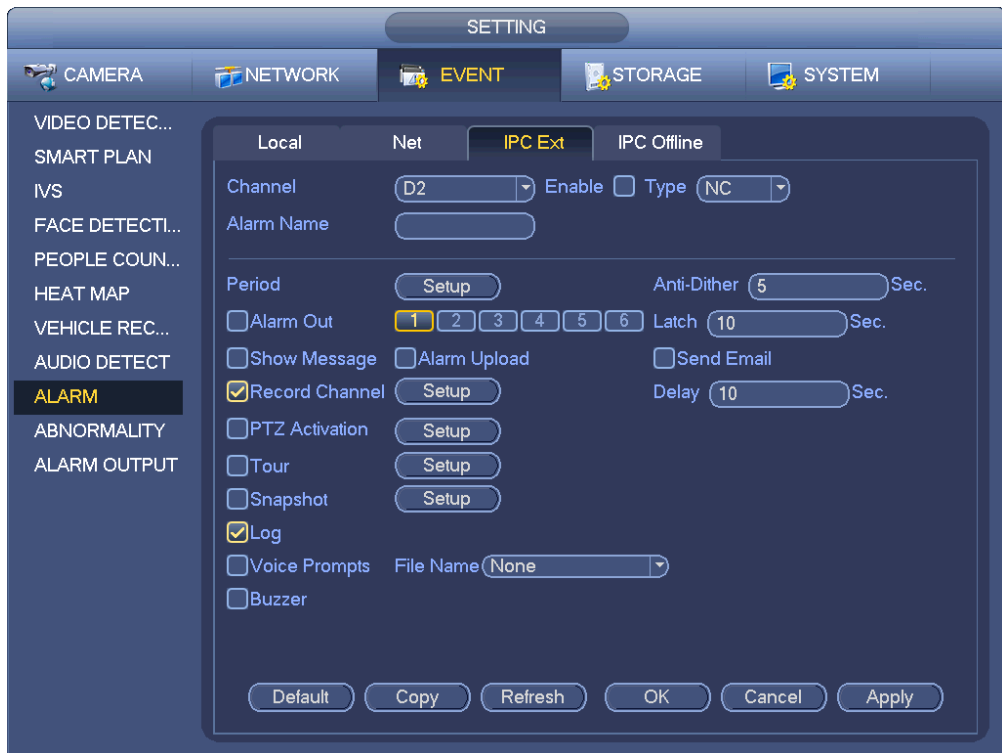 SETTING
CAMERA NETWORK EVENT STORAGE SYSTEM
VIDEO DETEC...
SMART PLAN
IVS
FACE DETECTI...
PEOPLE COUN...
HEAT MAP
VEHICLE REC...
AUDIO DETECT
ALARM
ABNORMALITY
ALARM OUTPUT
Local Net IPC Ext IPC Offline
Channel D2 Enable Type NC
Alarm Name
Period Setup Anti-Dither 5 Sec.
Alarm Out 1 2 3 4 5 6 Latch 10 Sec.
Show Message Alarm Upload Send Email
Record Channel Setup Delay 10 Sec.
PTZ Activation Setup
Tour Setup
Snapshot Setup
Log
Voice Prompts File Name None
Buzzer
Default Copy Refresh OK Cancel Apply